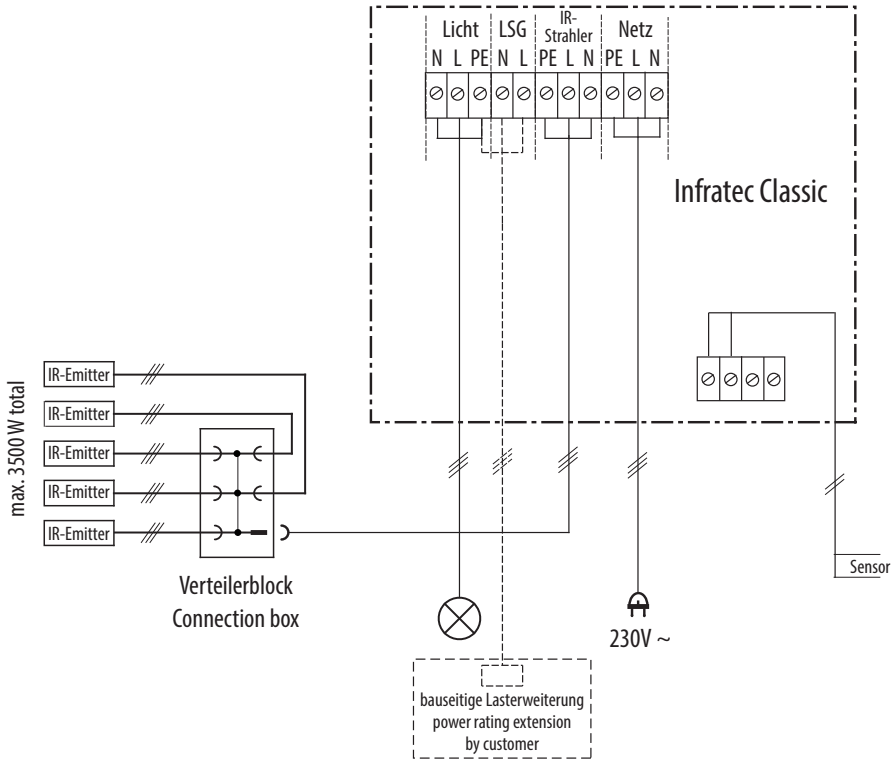 Licht LSG IR-Strahler Netz
N L PE N L PE L N PE L N
Infratec Classic
max. 3500 W total
IR-Emitter
IR-Emitter
IR-Emitter
IR-Emitter
IR-Emitter
Verteilerblock
Connection box
230V ~
Sensor
bauseitige Lasterweiterung
power rating extension
by customer